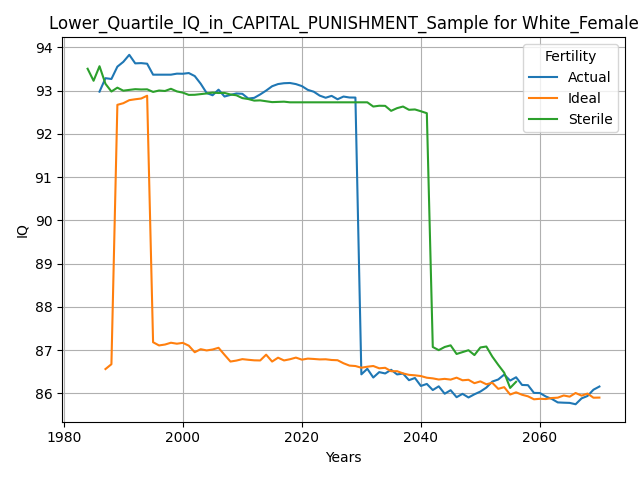 Lower_Quartile_IQ_in_CAPITAL_PUNISHMENT_Sample for White_Female
Fertility
Actual
Ideal
Sterile
94
93
92
91
90
89
88
87
86
IQ
1980
2000
2020
2040
2060
Years